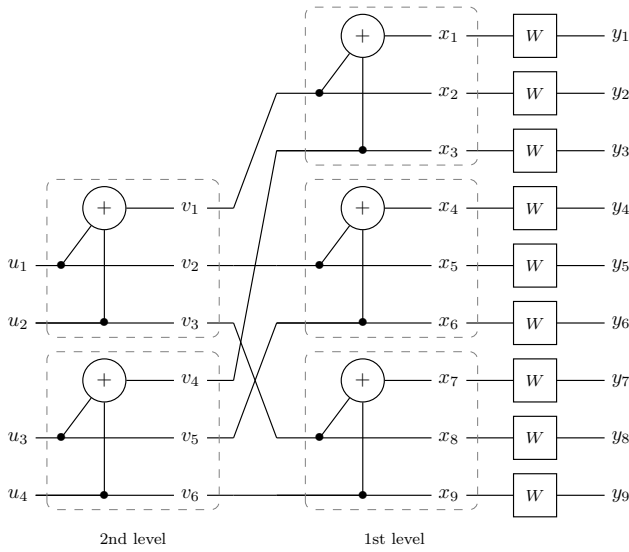 + x₁ W y₁
x₂ W y₂
x₃ W y₃
+ v₁ x₄ + W y₄
u₁ v₂ x₅ W y₅
u₂ v₃ x₆ W y₆
+ v₄ + x₇ W y₇
u₃ v₅ x₈ W y₈
u₄ v₆ x₉ W y₉
2nd level 1st level